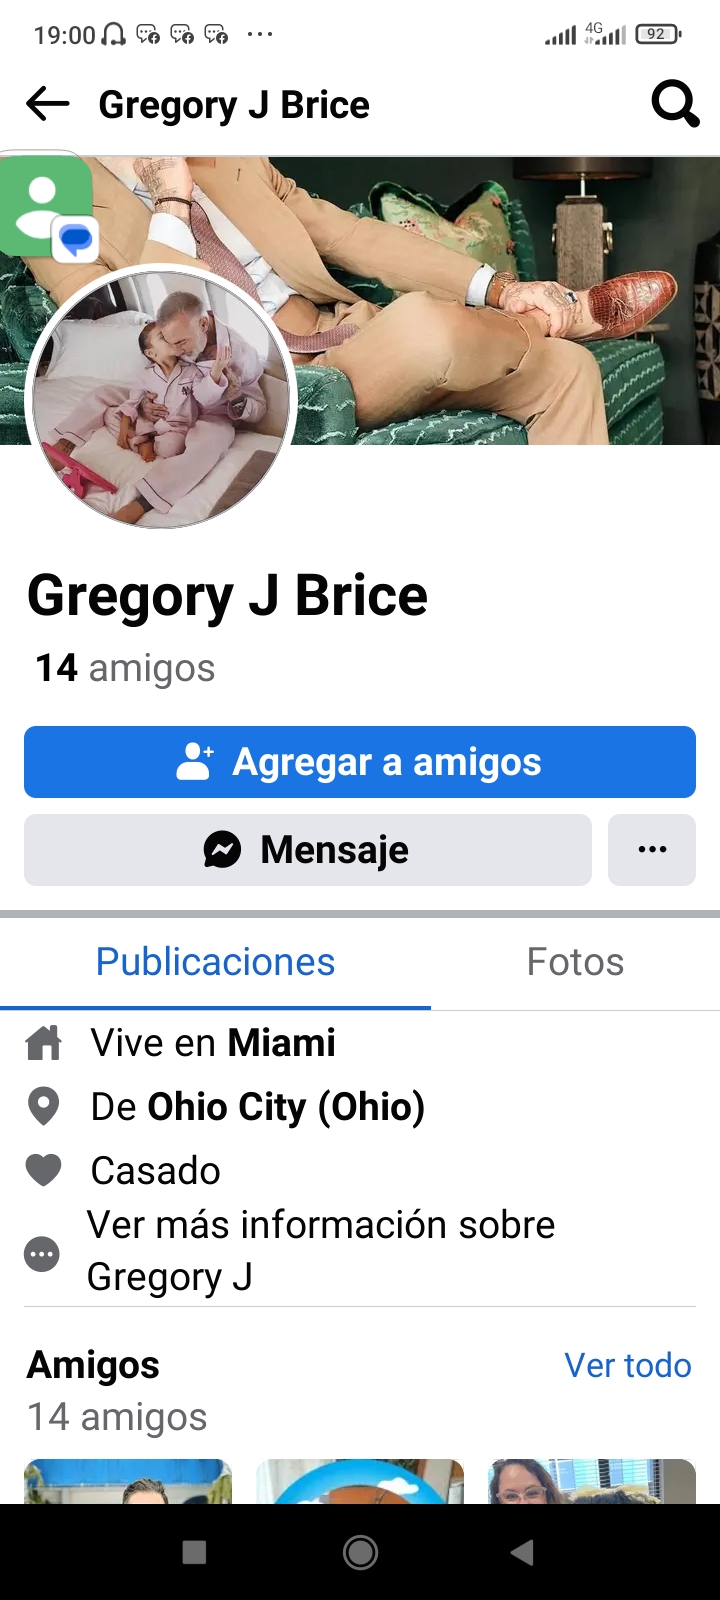 19:00 4G 92
Gregory J Brice
Gregory J Brice
14 amigos
Agregar a amigos
Mensaje
Publicaciones Fotos
Vive en Miami
De Ohio City (Ohio)
Casado
Ver más información sobre
Gregory J
Amigos Ver todo
14 amigos